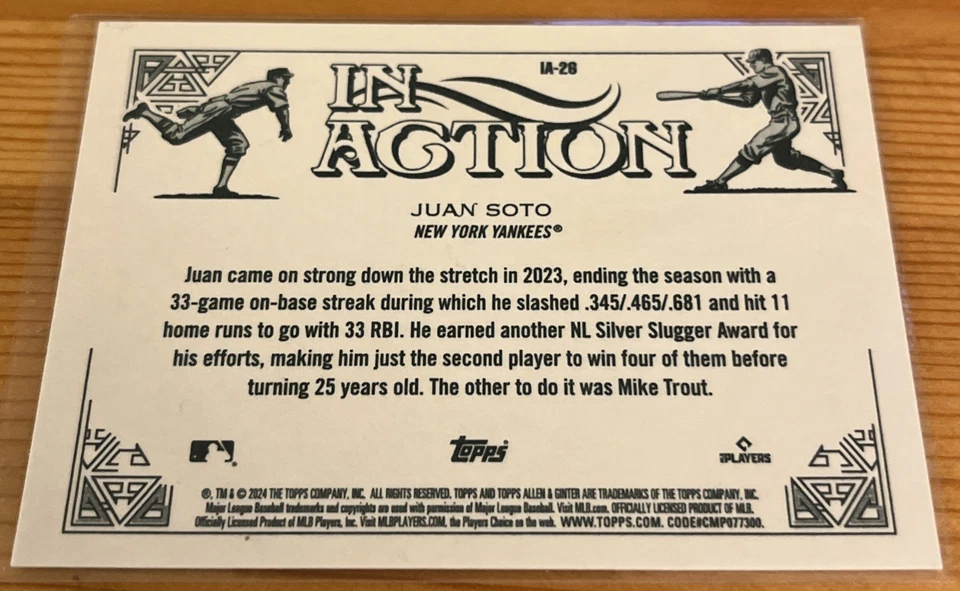 IA-26
IN
ACTION
JUAN SOTO
NEW YORK YANKEES®
Juan came on strong down the stretch in 2023, ending the season with a
33-game on-base streak during which he slashed .345/.465/.681 and hit 11
home runs to go with 33 RBI. He earned another NL Silver Slugger Award for
his efforts, making him just the second player to win four of them before
turning 25 years old. The other to do it was Mike Trout.
topps
PLAYERS
®, TM & © 2024 THE TOPPS COMPANY, INC. ALL RIGHTS RESERVED. TOPPS AND TOPPS ALLEN & GINTER ARE TRADEMARKS OF THE TOPPS COMPANY, INC.
Major League Baseball trademarks and copyrights are used with permission of Major League Baseball. Visit MLB.com. OFFICIALLY LICENSED PRODUCT OF MLB.
Officially Licensed Product of MLB Players, Inc. Visit MLBPLAYERS.COM, the Players Choice on the web. WWW.TOPPS.COM. CODE#CMP077300.